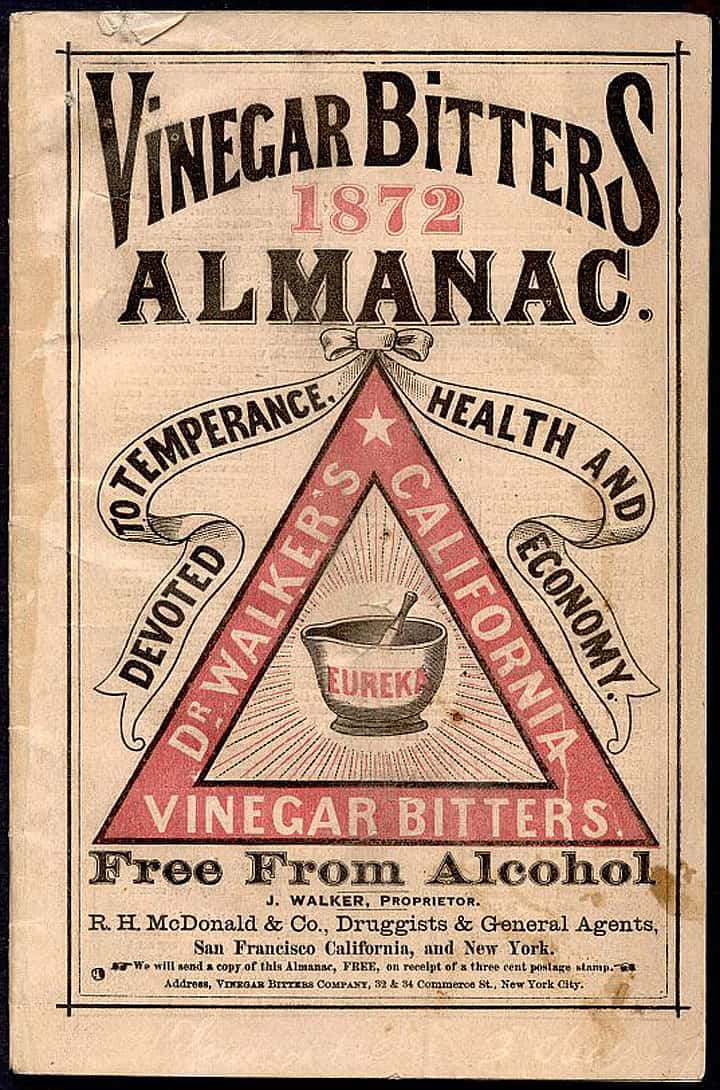 VINEGAR BITTERS
1872
ALMANAC.
DEVOTED TO TEMPERANCE, HEALTH AND ECONOMY.
DR WALKER'S CALIFORNIA
VINEGAR BITTERS.
EUREKA
Free From Alcohol
J. WALKER, PROPRIETOR.
R. H. McDonald & Co., Druggists & General Agents,
San Francisco California, and New York.
We will send a copy of this Almanac, FREE, on receipt of a three cent postage stamp.
Address, VINEGAR BITTERS COMPANY, 32 & 34 Commerce St., New York City.